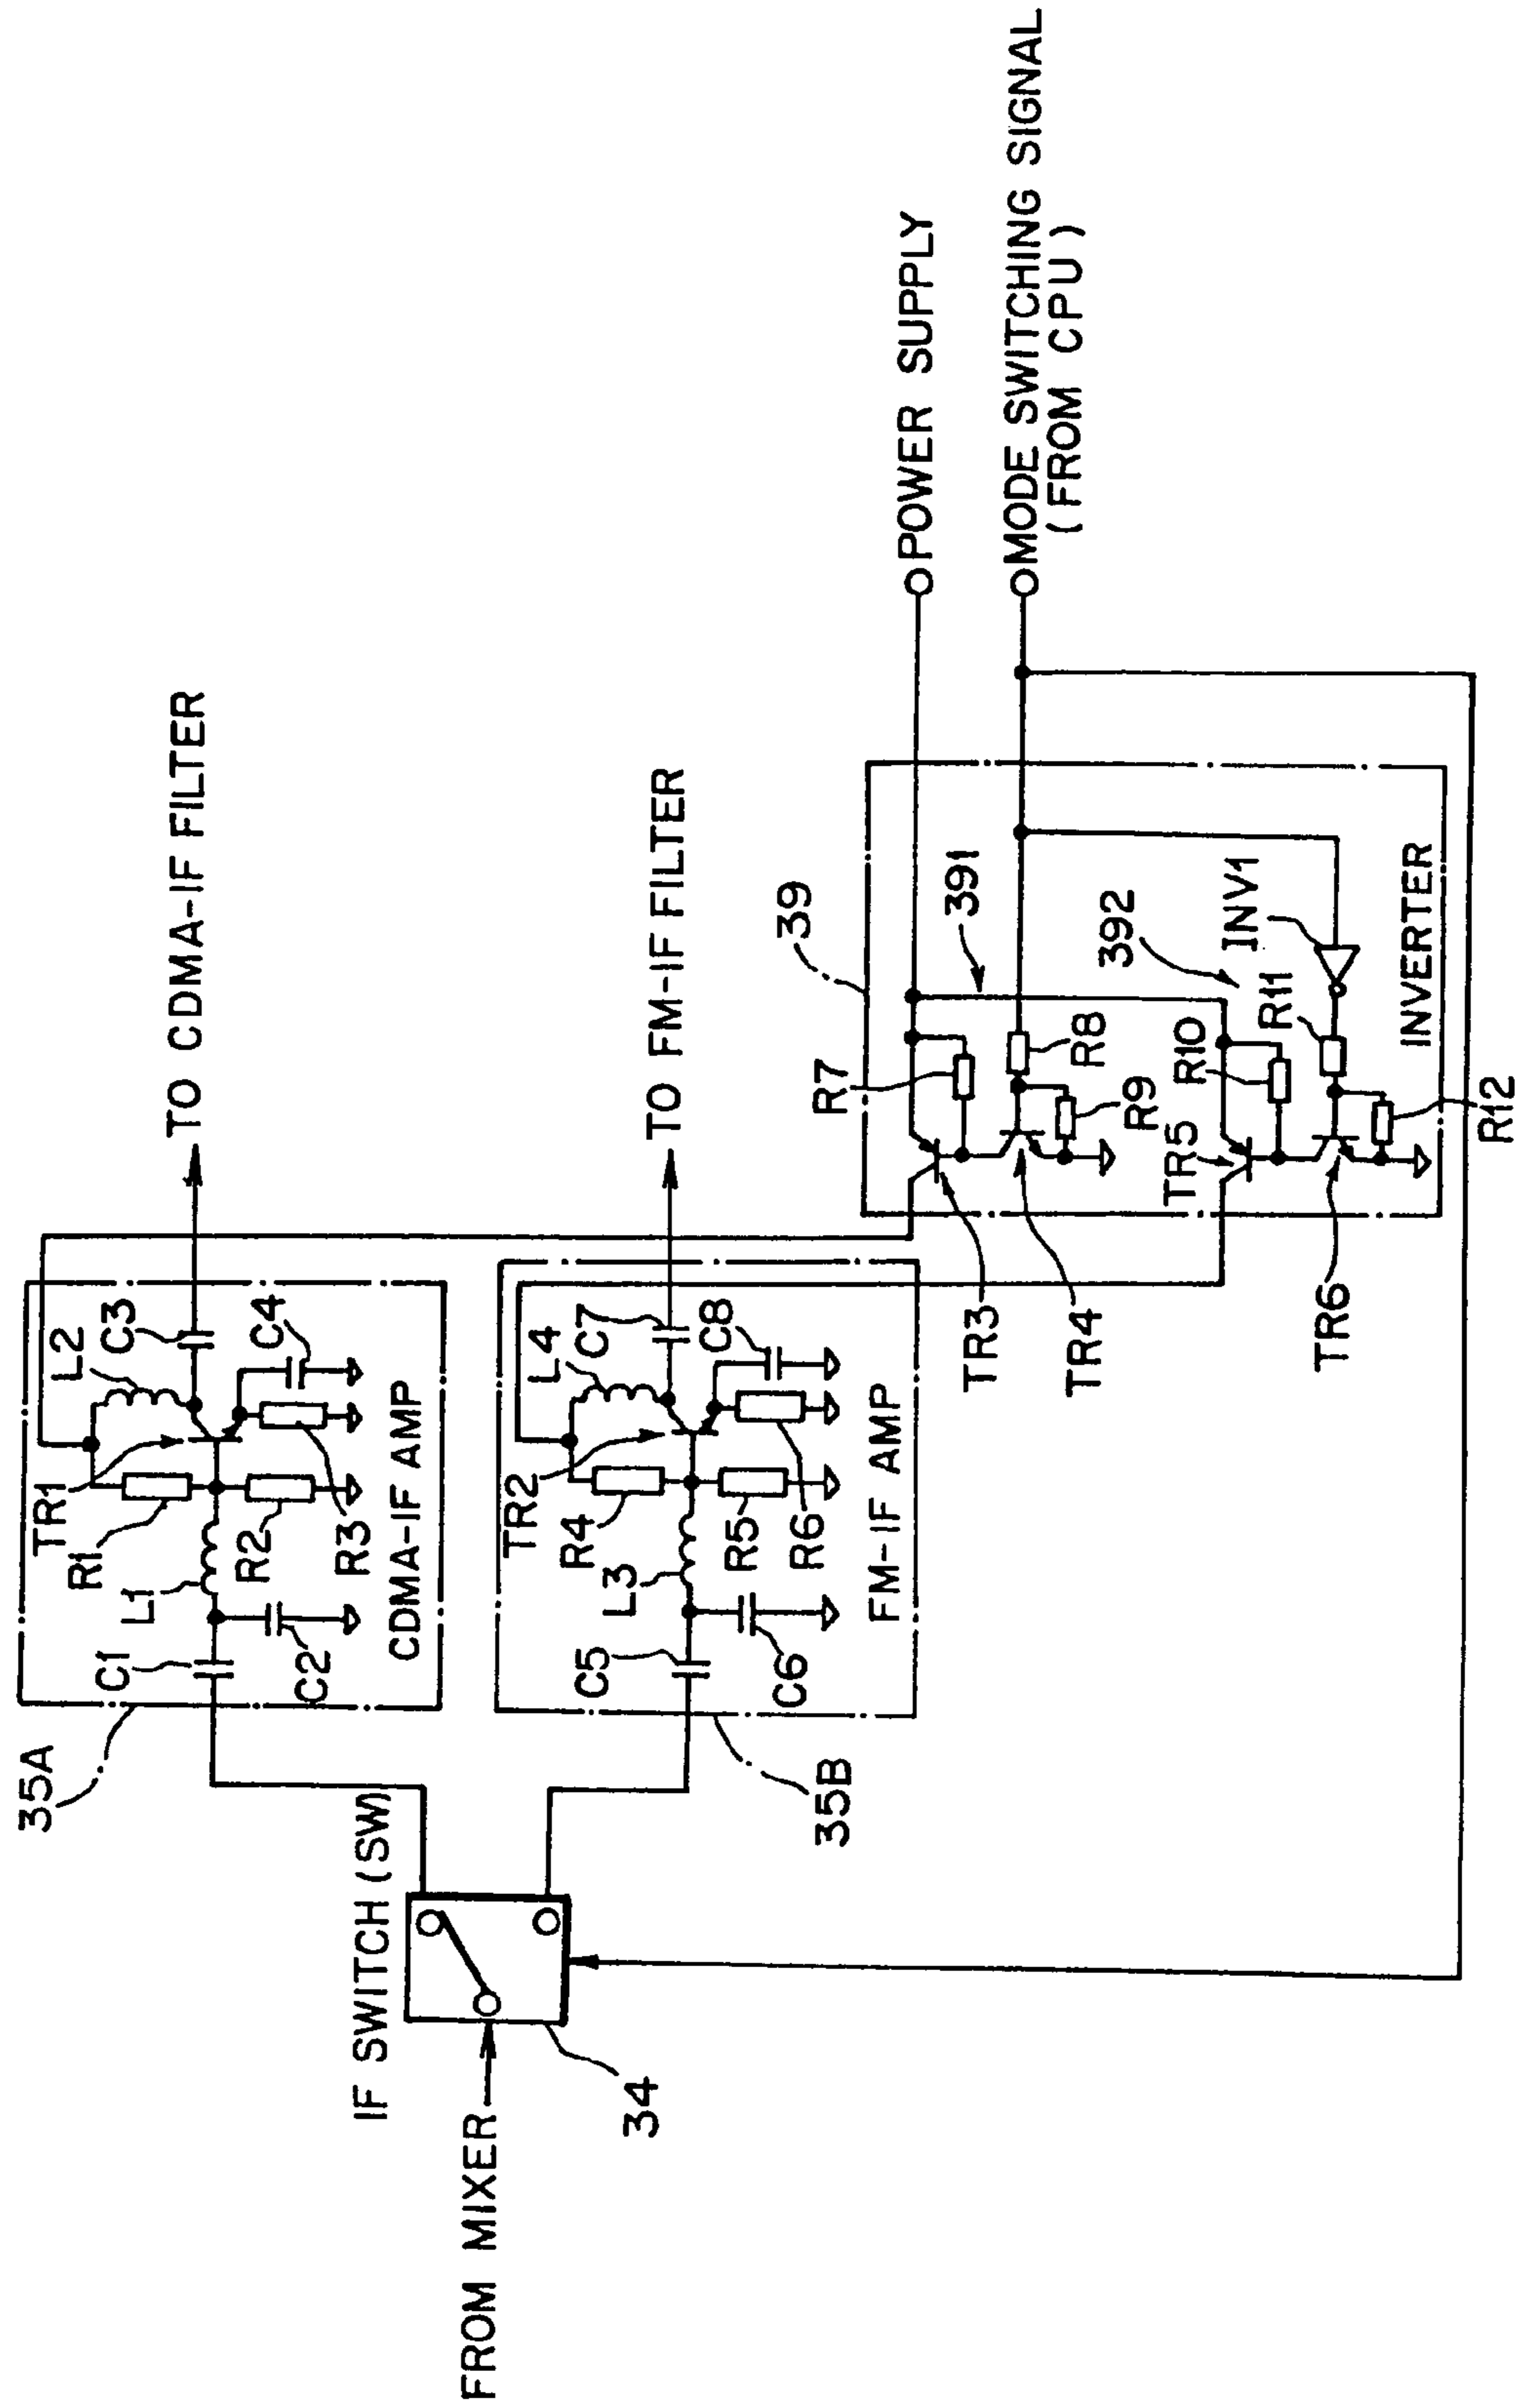 35A
C1
L1
C2
R1
TR1
R2
R3
L2
C3
C4
CDMA-IF AMP
TO CDMA-IF FILTER
IF SWITCH (SW)
FROM MIXER
34
35B
C5
L3
C6
R4
TR2
R5
R6
L4
C7
C8
FM-IF AMP
TO FM-IF FILTER
POWER SUPPLY
MODE SWITCHING SIGNAL
(FROM CPU)
39
391
392
R7
R8
R9
TR3
TR4
TR5
R10
R11
INV1
TR6
R12
INVERTER